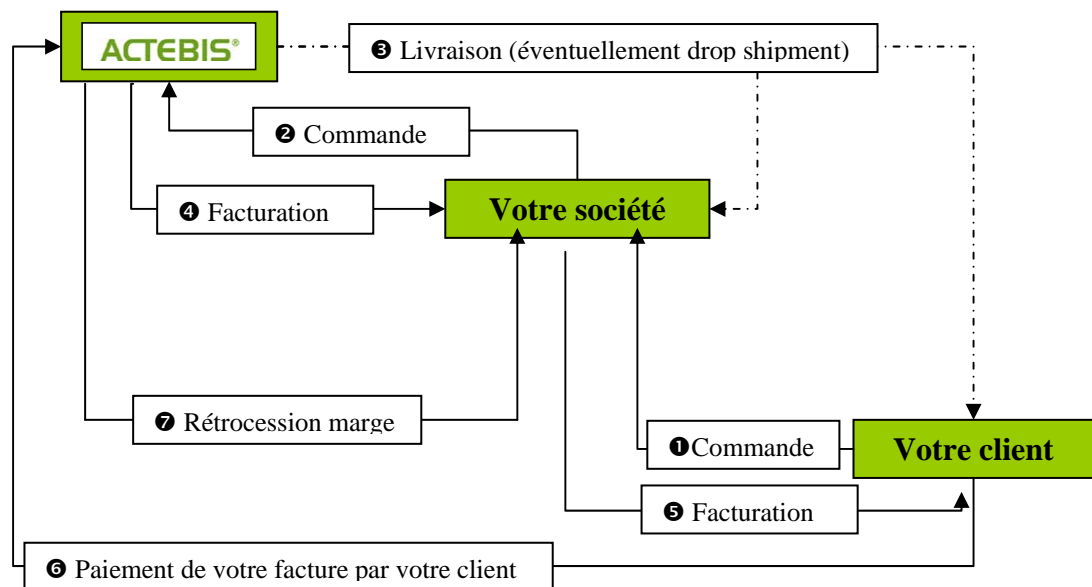 ACTEBIS®
❸ Livraison (éventuellement drop shipment)
❷ Commande
❹ Facturation
Votre société
❼ Rétrocession marge
❶Commande
Votre client
❺ Facturation
❻ Paiement de votre facture par votre client